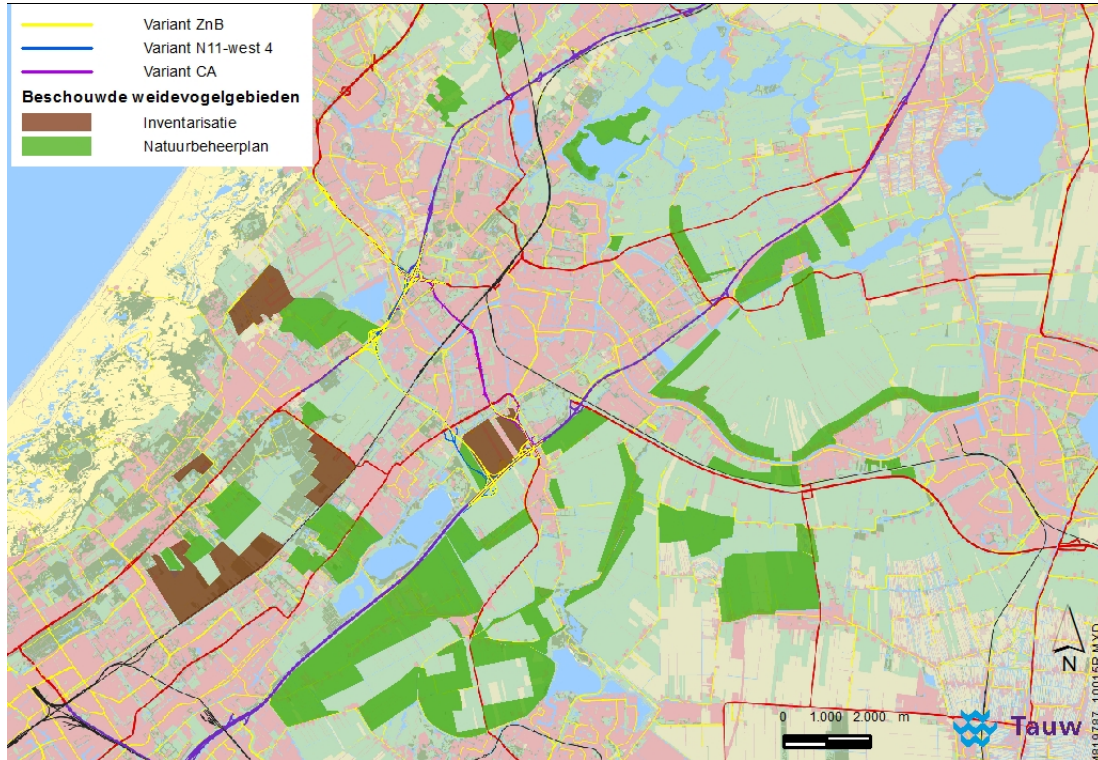 Variant ZnB
Variant N11-west 4
Variant CA
Beschouwde weidevogelgebieden
Inventarisatie
Natuurbeheerplan
N
0 1.000 2.000 m
Tauw